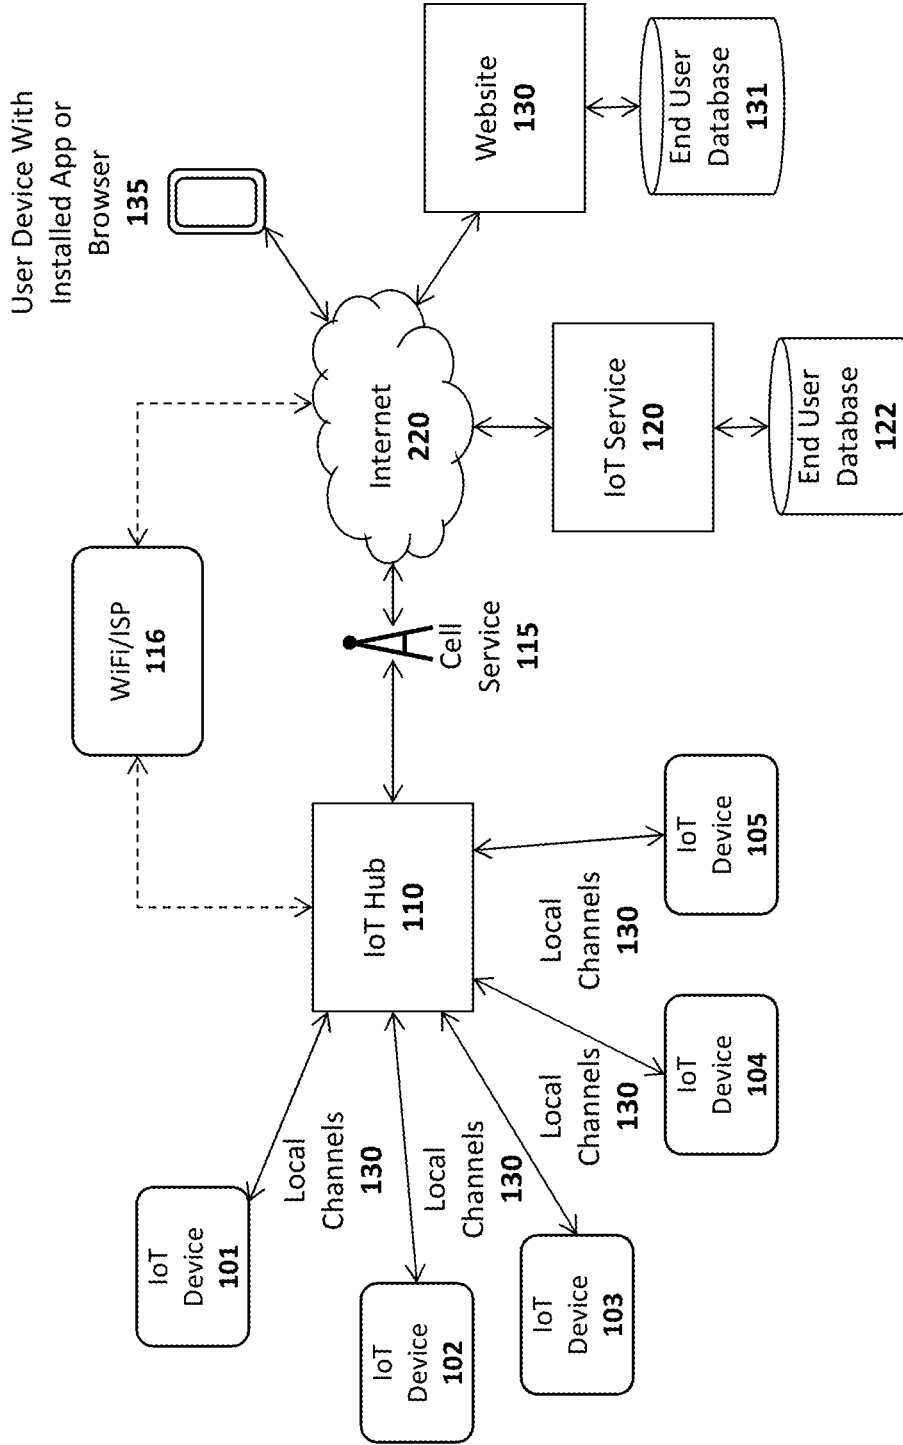 User Device With
Installed App or
Browser
135
WiFi/ISP
116
Website
130
End User
Database
131
Internet
220
Cell
Service
115
IoT Service
120
End User
Database
122
IoT Hub
110
IoT
Device
101
Local
Channels
130
IoT
Device
102
Local
Channels
130
IoT
Device
103
Local
Channels
130
IoT
Device
104
Local
Channels
130
IoT
Device
105